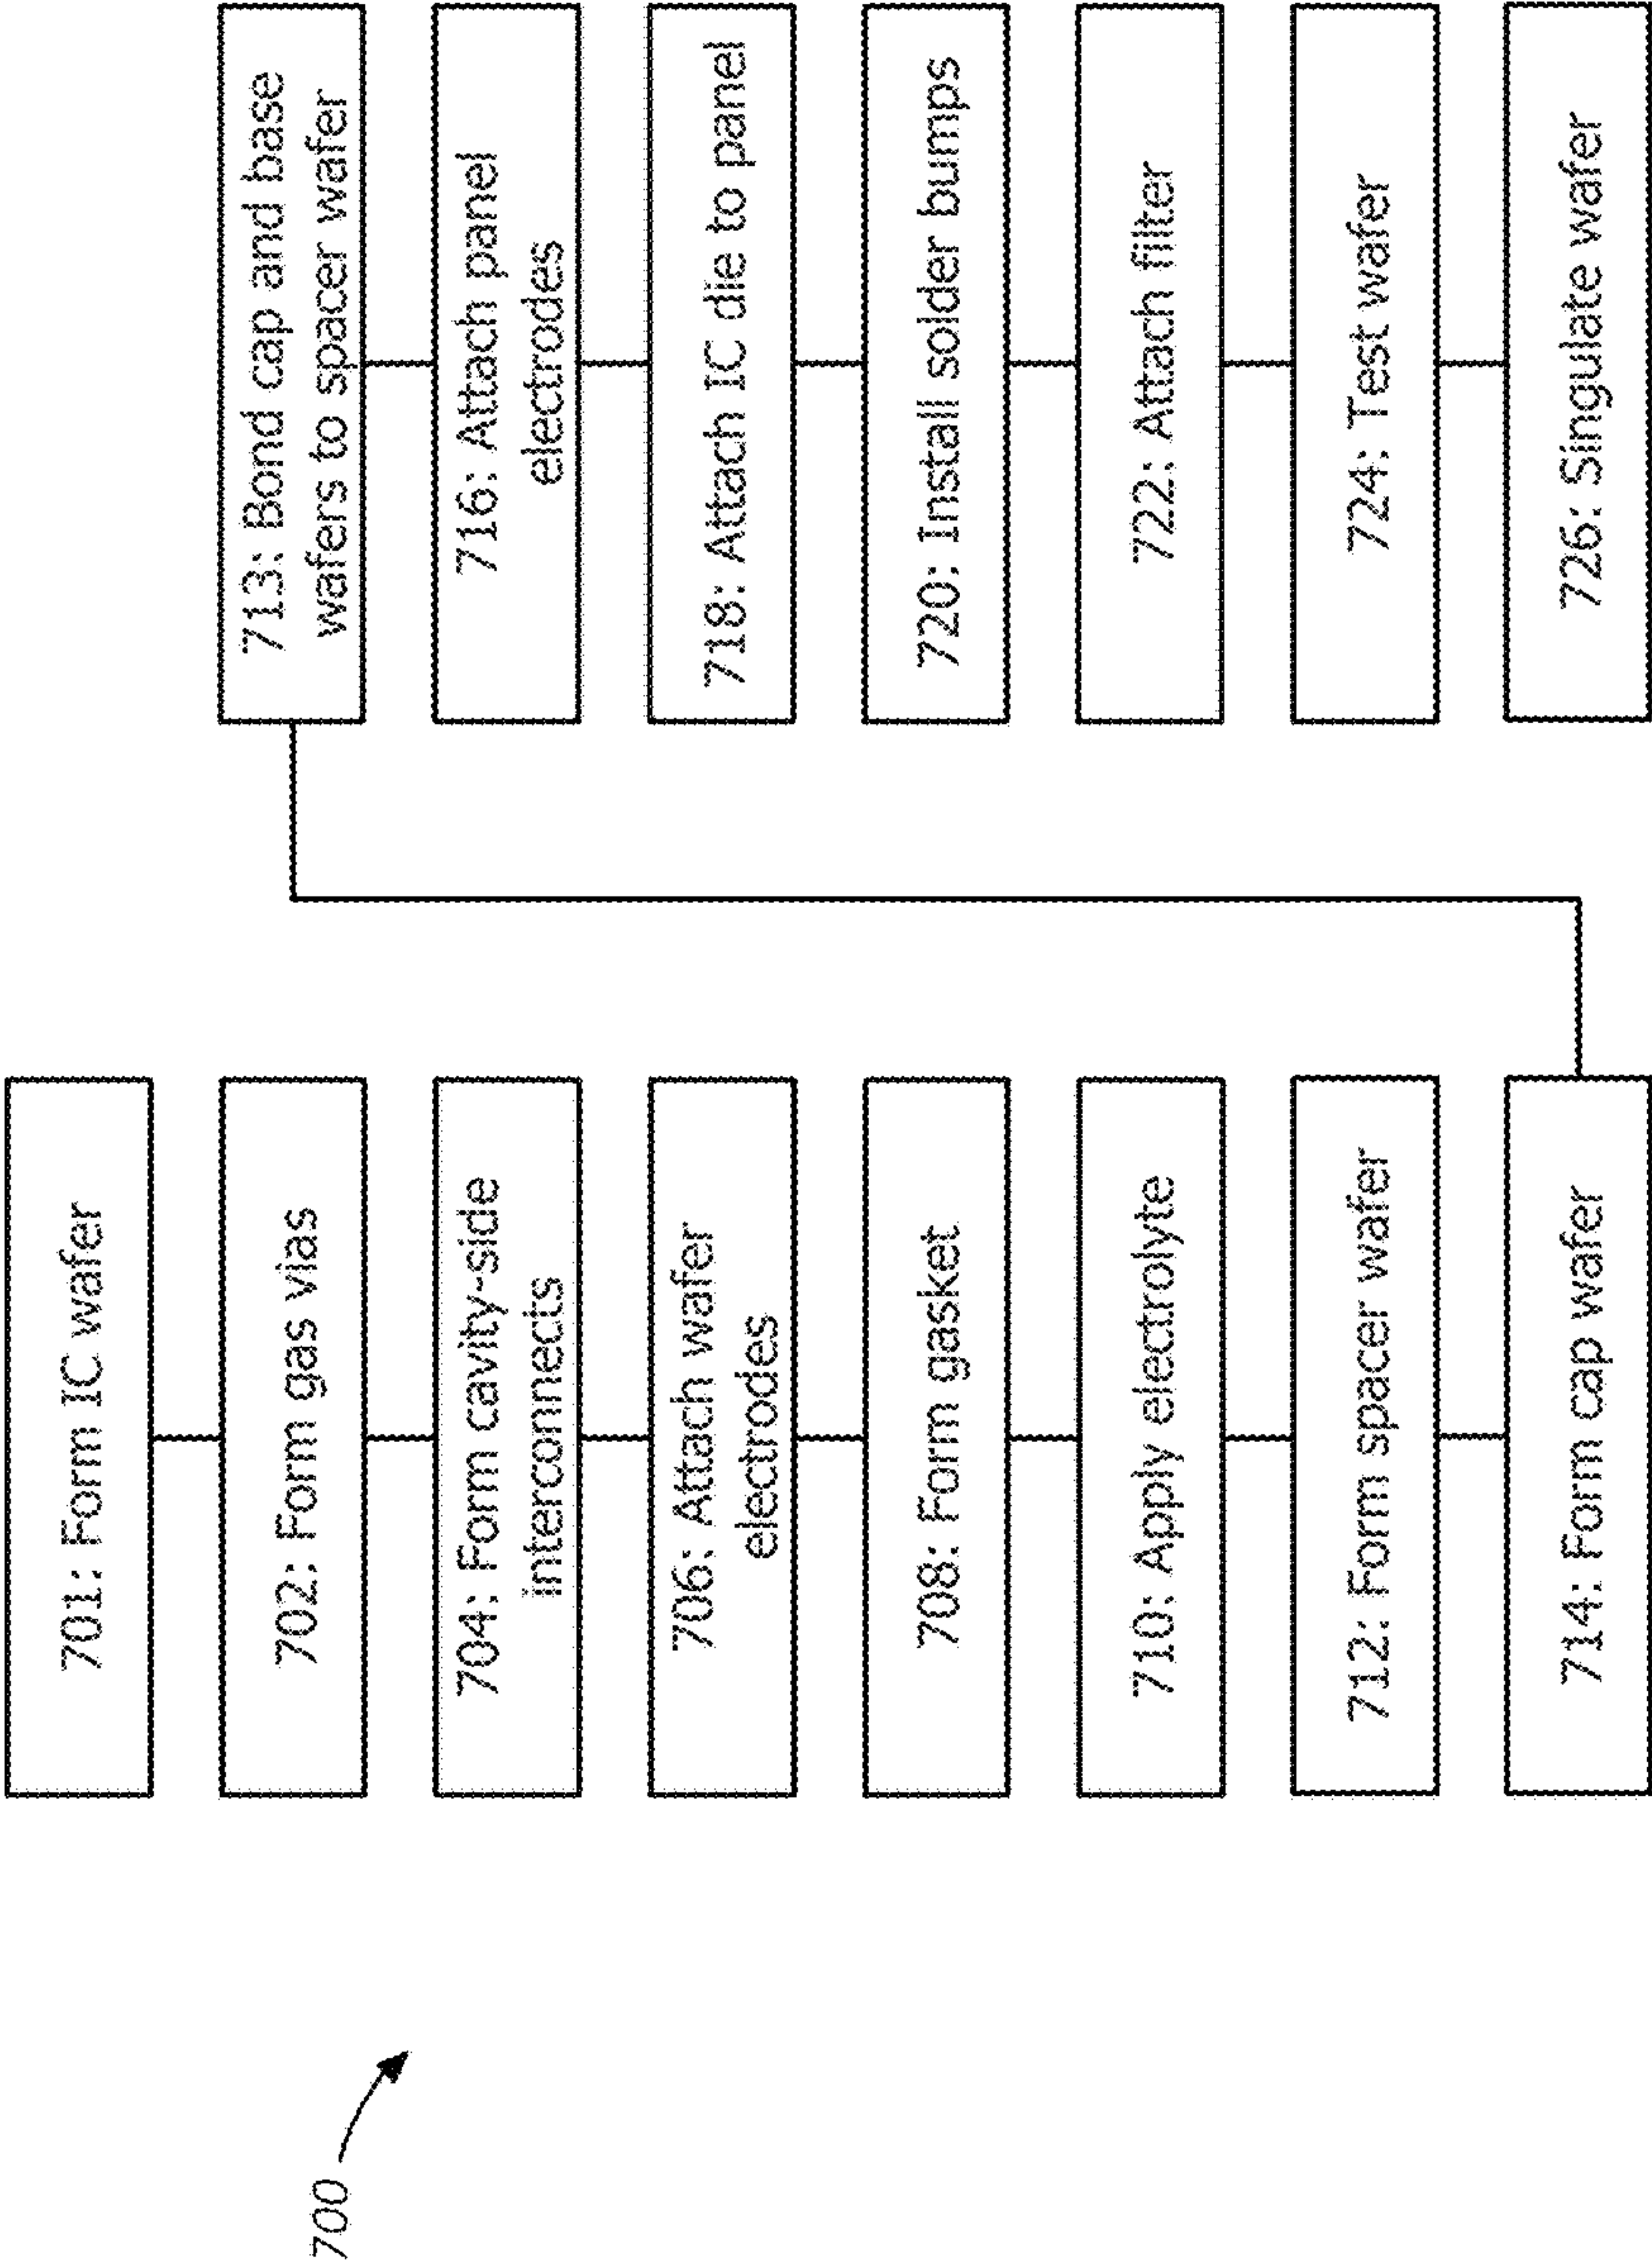 700
701: Form IC wafer
702: Form gas vias
704: Form cavity-side
interconnects
706: Attach wafer
electrodes
708: Form gasket
710: Apply electrolyte
712: Form spacer wafer
714: Form cap wafer
713: Bond cap and base
wafers to spacer wafer
716: Attach panel
electrodes
718: Attach IC die to panel
720: Install solder bumps
722: Attach filter
724: Test wafer
726: Singulate wafer